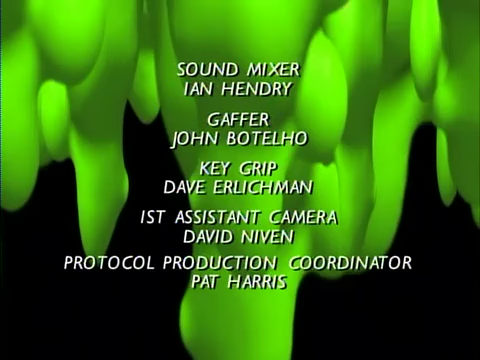 SOUND MIXER
IAN HENDRY
GAFFER
JOHN BOTELHO
KEY GRIP
DAVE ERLICHMAN
1ST ASSISTANT CAMERA
DAVID NIVEN
PROTOCOL PRODUCTION COORDINATOR
PAT HARRIS